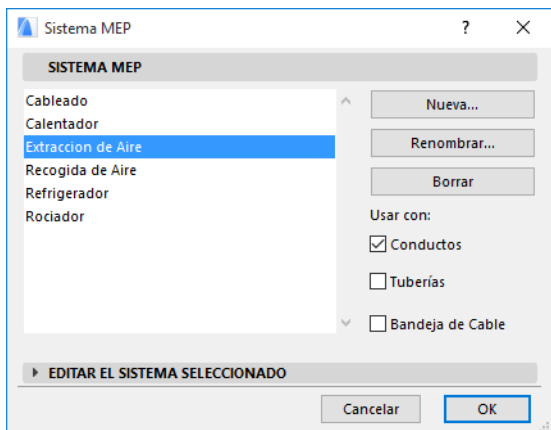 Sistema MEP
?
SISTEMA MEP
Cableado
Calentador
Extraccion de Aire
Recogida de Aire
Refrigerador
Rociador
Nueva...
Renombrar...
Borrar
Usar con:
Conductos
Tuberías
Bandeja de Cable
EDITAR EL SISTEMA SELECCIONADO
Cancelar
OK